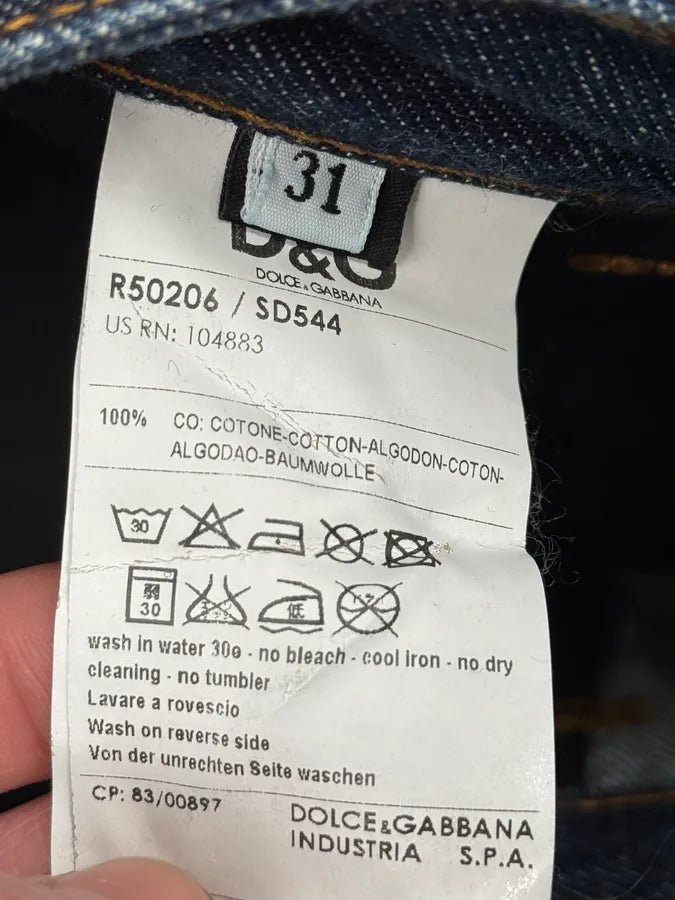 31
D&G
DOLCE & GABBANA
R50206 / SD544
US RN: 104883
100% CO: COTONE-COTTON-ALGODON-COTON-
ALGODAO-BAUMWOLLE
30
30
低
wash in water 30º - no bleach - cool iron - no dry
cleaning - no tumbler
Lavare a rovescio
Wash on reverse side
Von der unrechten Seite waschen
CP: 83/00897
DOLCE&GABBANA
INDUSTRIA S.P.A.